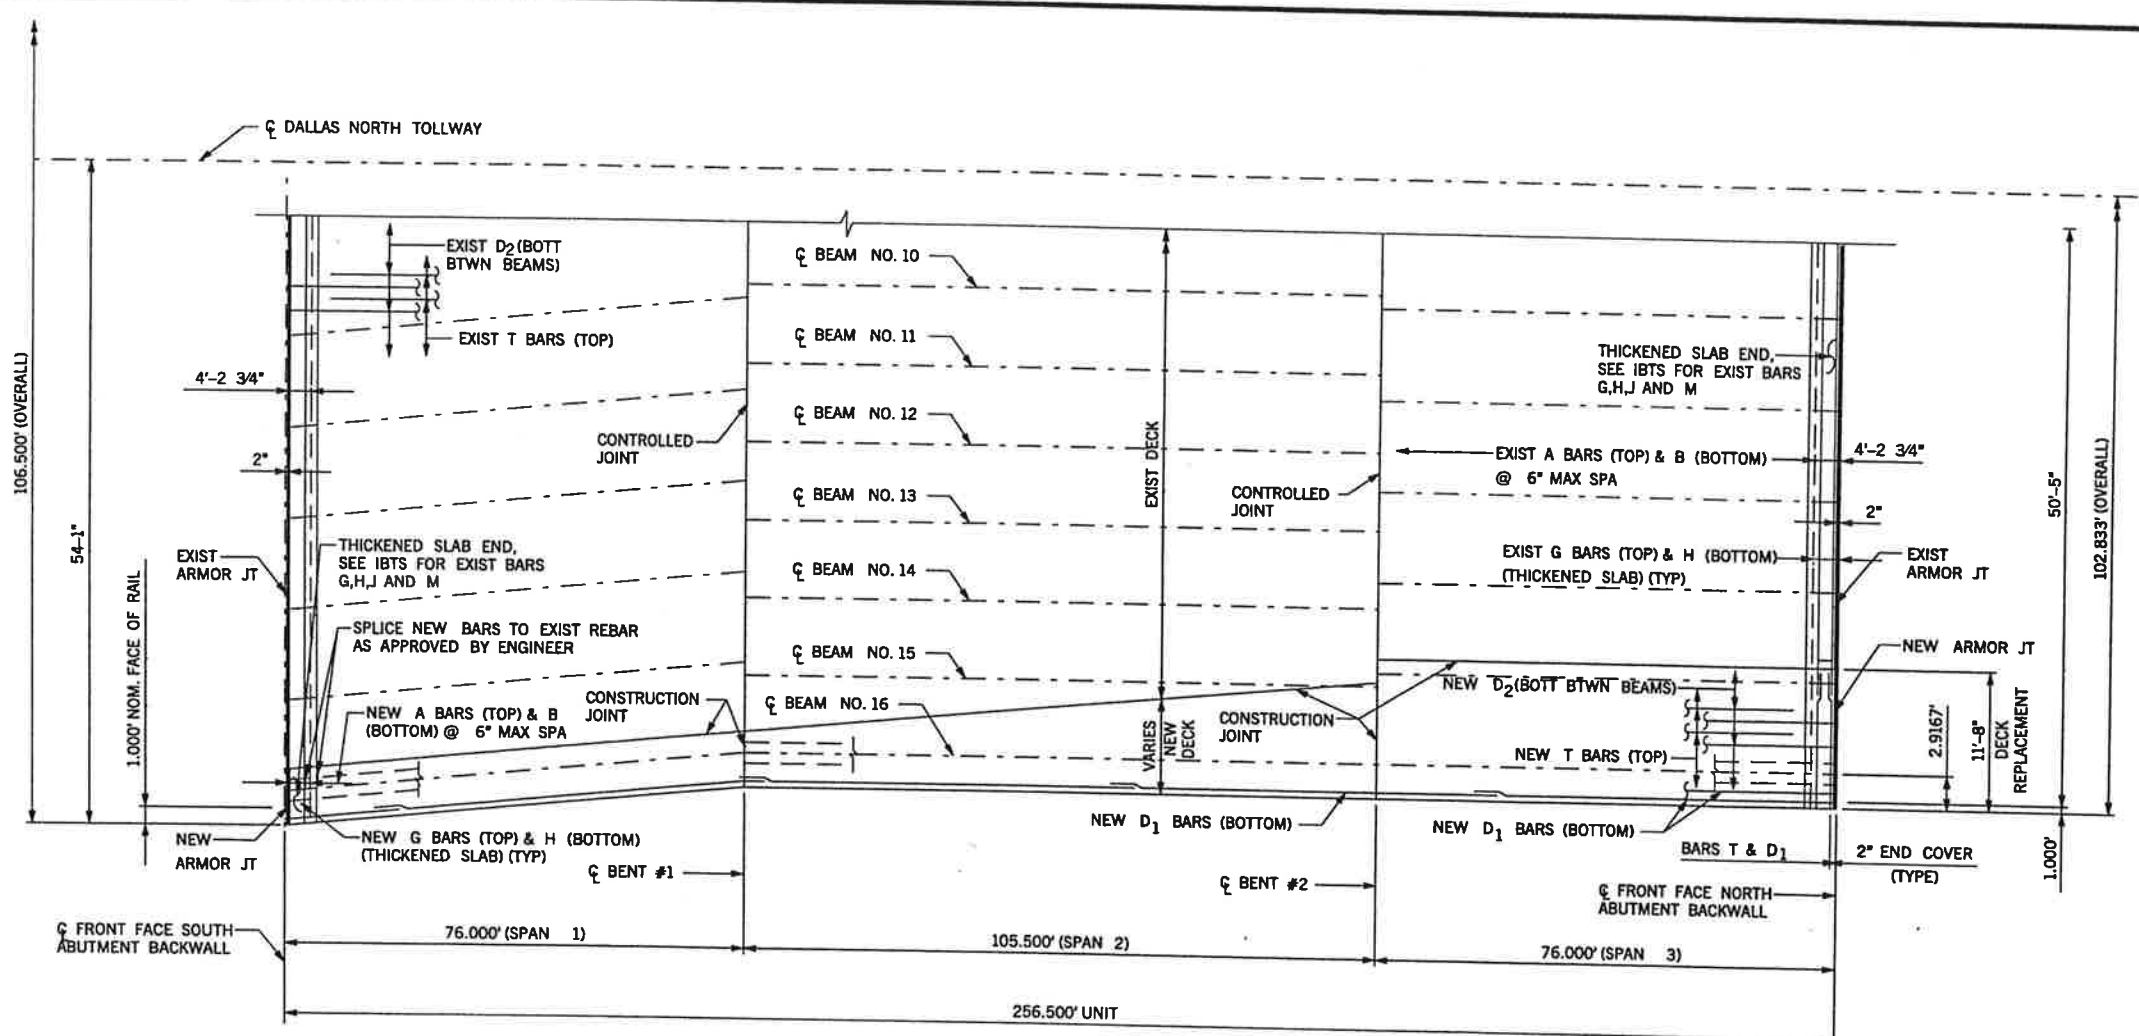 ℄ DALLAS NORTH TOLLWAY
106.500' (OVERALL)
54-1"
EXIST D2 (BOTT
BTWN BEAMS)
EXIST T BARS (TOP)
4'-2 3/4"
2"
℄ BEAM NO. 10
℄ BEAM NO. 11
℄ BEAM NO. 12
℄ BEAM NO. 13
℄ BEAM NO. 14
℄ BEAM NO. 15
℄ BEAM NO. 16
CONTROLLED
JOINT
EXIST DECK
CONTROLLED
JOINT
THICKENED SLAB END,
SEE IBTS FOR EXIST BARS
G,H,J AND M
EXIST A BARS (TOP) & B (BOTTOM)
@ 6" MAX SPA
4'-2 3/4"
2"
50'-5"
102.833' (OVERALL)
EXIST G BARS (TOP) & H (BOTTOM)
(THICKENED SLAB) (TYP)
EXIST
ARMOR JT
EXIST
ARMOR JT
THICKENED SLAB END,
SEE IBTS FOR EXIST BARS
G,H,J AND M
1.000' NOM. FACE OF RAIL
SPLICE NEW BARS TO EXIST REBAR
AS APPROVED BY ENGINEER
NEW A BARS (TOP) & B
(BOTTOM) @ 6" MAX SPA
CONSTRUCTION
JOINT
VARIES
NEW
DECK
CONSTRUCTION
JOINT
NEW ARMOR JT
NEW D2 (BOTT BTWN BEAMS)
NEW T BARS (TOP)
2.9167'
11'-8"
DECK
REPLACEMENT
NEW
ARMOR JT
NEW G BARS (TOP) & H (BOTTOM)
(THICKENED SLAB) (TYP)
NEW D1 BARS (BOTTOM)
NEW D1 BARS (BOTTOM)
BARS T & D1
2" END COVER
(TYPE)
1.000'
℄ BENT #1
℄ BENT #2
℄ FRONT FACE NORTH
ABUTMENT BACKWALL
℄ FRONT FACE SOUTH
ABUTMENT BACKWALL
76.000' (SPAN 1)
105.500' (SPAN 2)
76.000' (SPAN 3)
256.500' UNIT